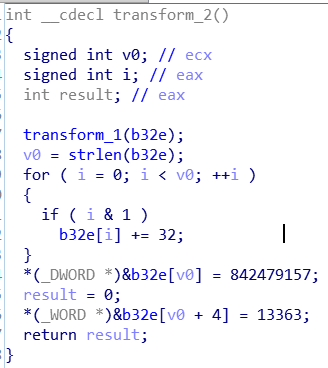 int __cdecl transform_2()
{
signed int v0; // ecx
signed int i; // eax
int result; // eax
transform_1(b32e);
v0 = strlen(b32e);
for ( i = 0; i < v0; ++i )
{
if ( i & 1 )
b32e[i] += 32;
}
*(_DWORD *)&b32e[v0] = 842479157;
result = 0;
*(_WORD *)&b32e[v0 + 4] = 13363;
return result;
}